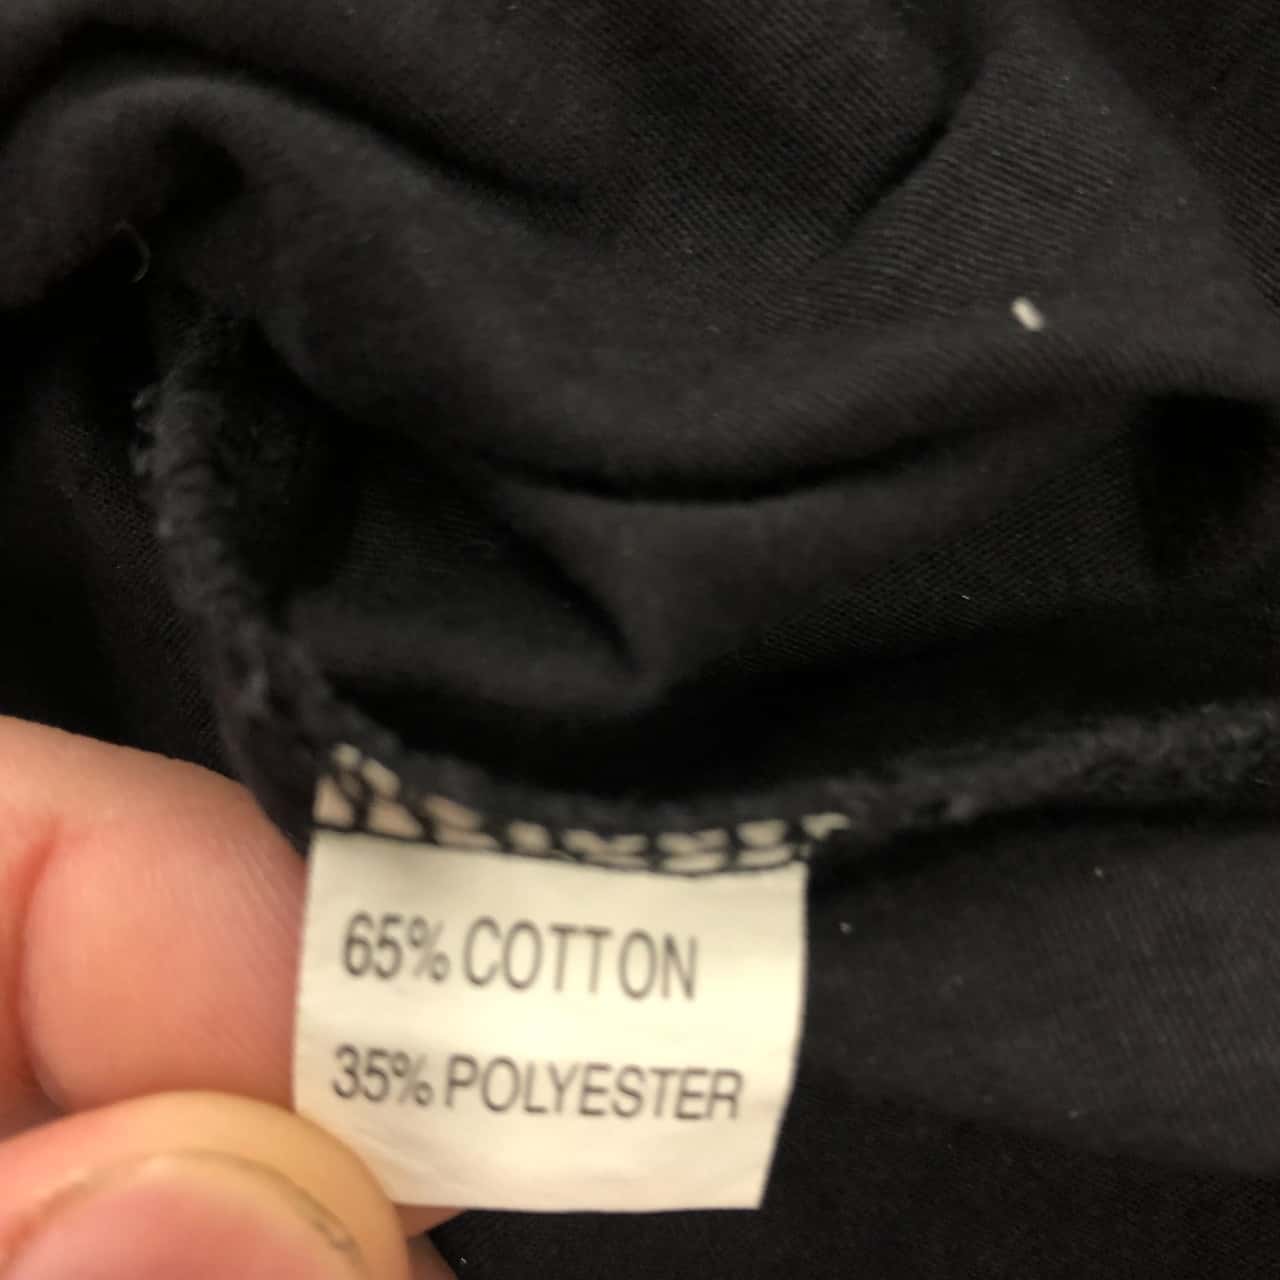 65% COTTON
35% POLYESTER